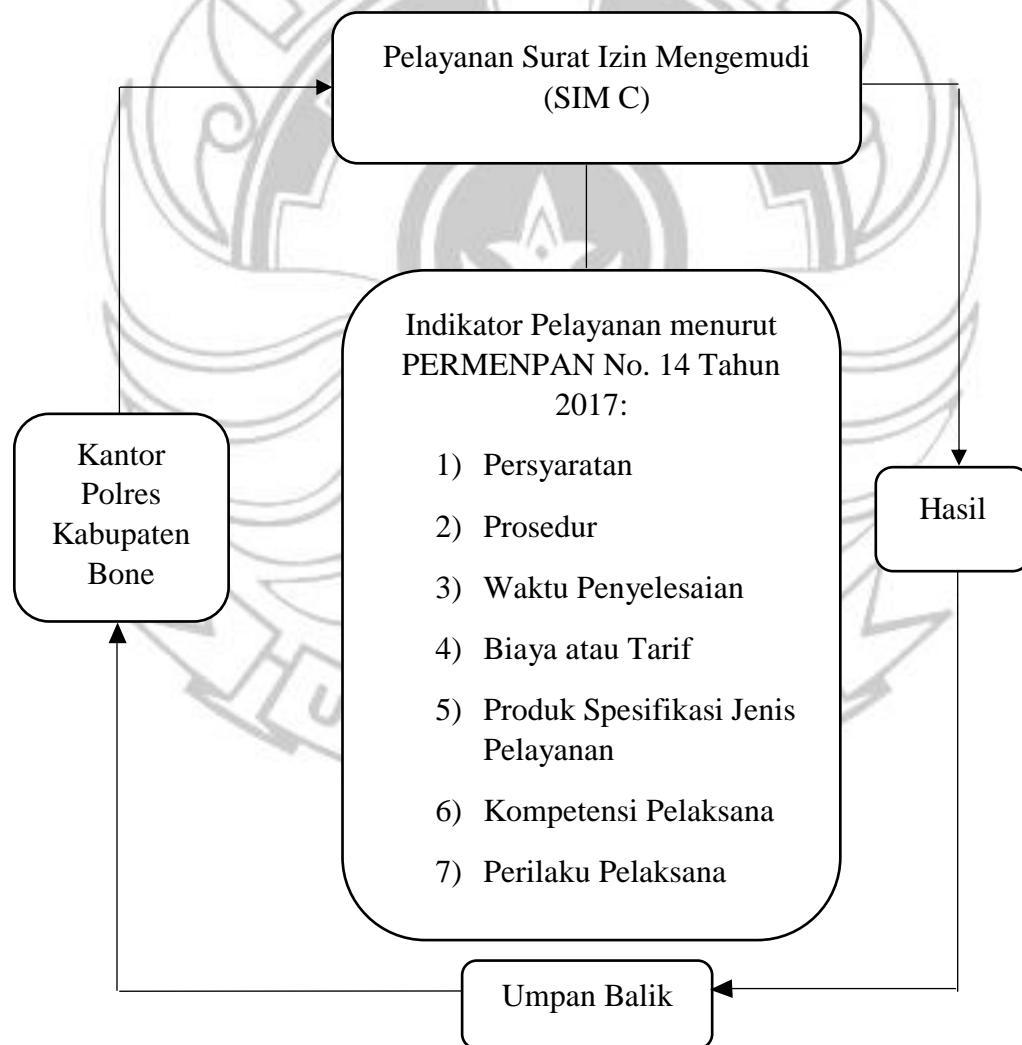 Pelayanan Surat Izin Mengemudi
(SIM C)
Indikator Pelayanan menurut
PERMENPAN No. 14 Tahun
2017:
1) Persyaratan
2) Prosedur
3) Waktu Penyelesaian
4) Biaya atau Tarif
5) Produk Spesifikasi Jenis
Pelayanan
6) Kompetensi Pelaksana
7) Perilaku Pelaksana
Kantor
Polres
Kabupaten
Bone
Hasil
Umpan Balik